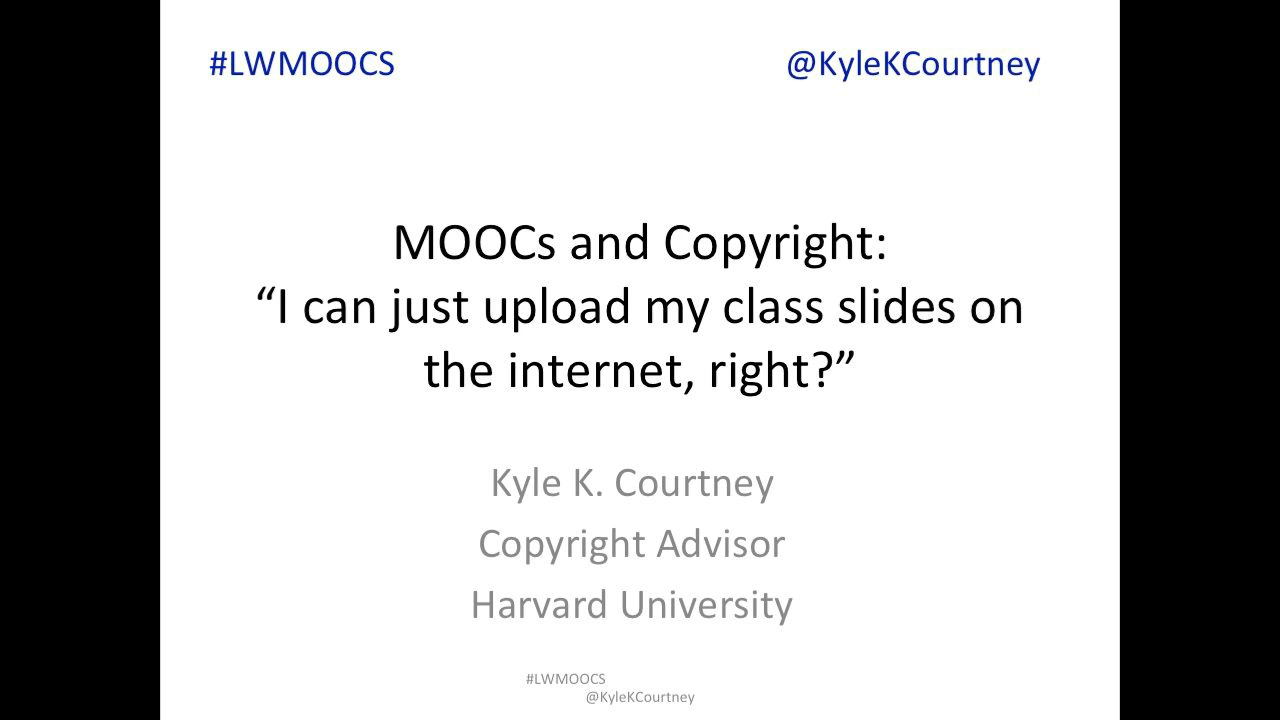 #LWMOOCS @KyleKCourtney
MOOCs and Copyright:
“I can just upload my class slides on
the internet, right?”
Kyle K. Courtney
Copyright Advisor
Harvard University
#LWMOOCS
@KyleKCourtney